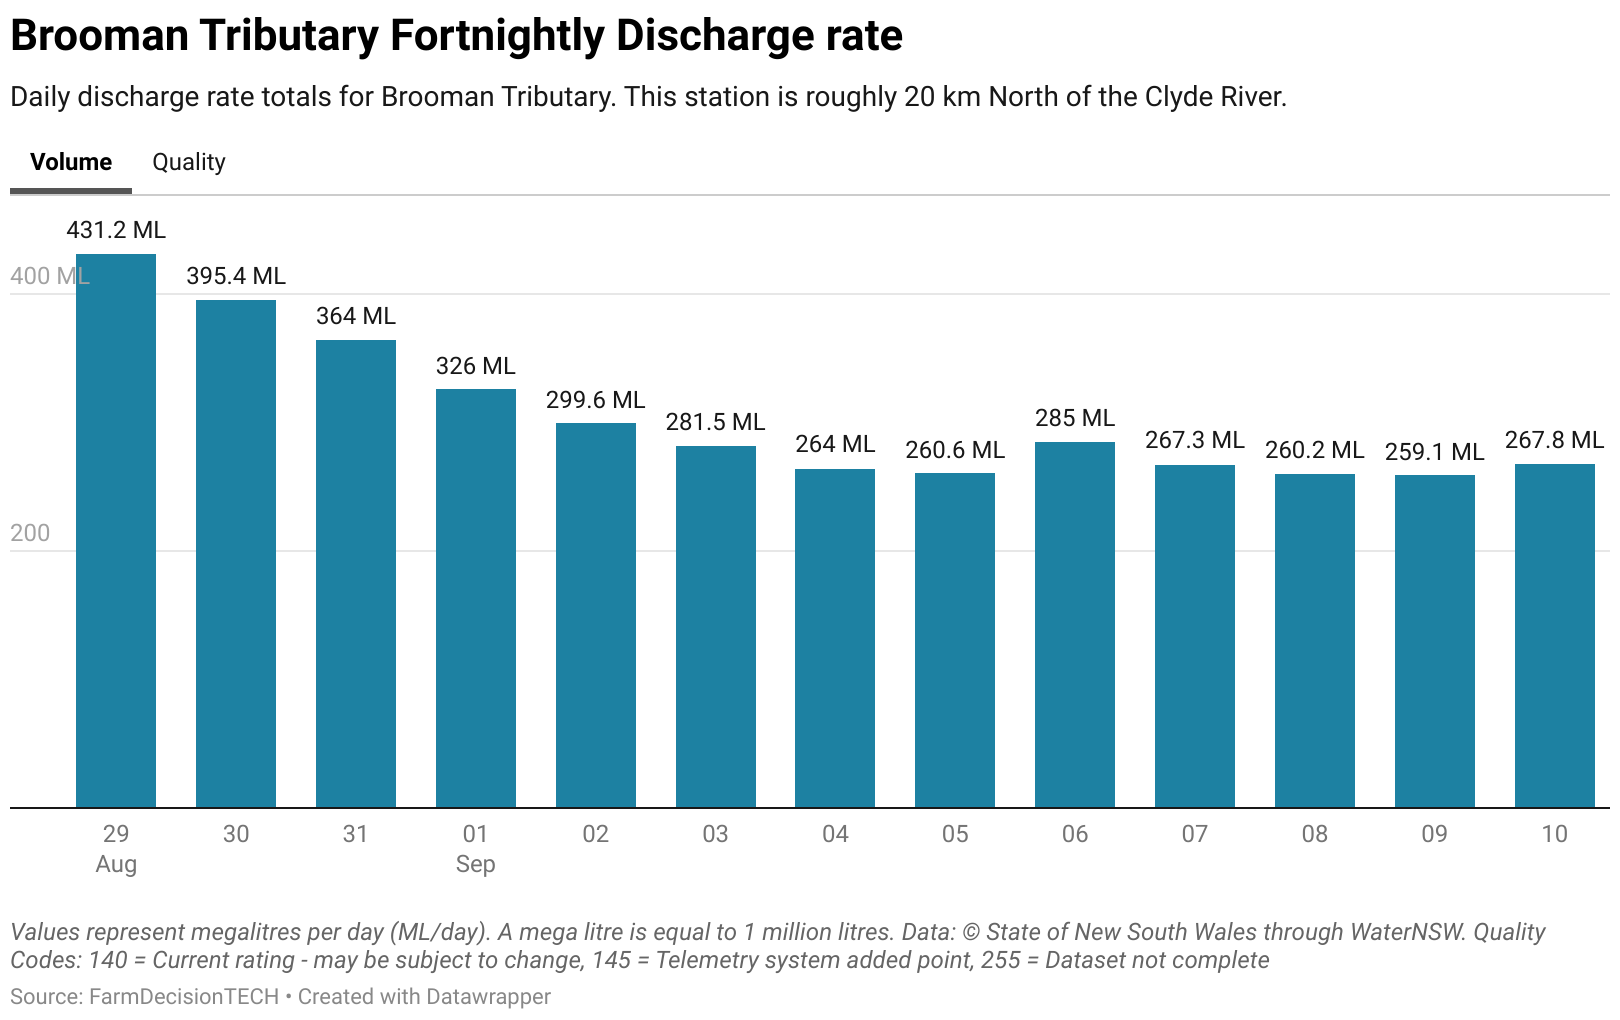 Brooman Tributary Fortnightly Discharge rate
Daily discharge rate totals for Brooman Tributary. This station is roughly 20 km North of the Clyde River.
Volume Quality
431.2 ML
400 ML 395.4 ML
364 ML
326 ML
299.6 ML
281.5 ML
264 ML
260.6 ML
285 ML
267.3 ML
260.2 ML
259.1 ML
267.8 ML
200
29 30 31 01 02 03 04 05 06 07 08 09 10
Aug Sep
Values represent megalitres per day (ML/day). A mega litre is equal to 1 million litres. Data: © State of New South Wales through WaterNSW. Quality
Codes: 140 = Current rating - may be subject to change, 145 = Telemetry system added point, 255 = Dataset not complete
Source: FarmDecisionTECH • Created with Datawrapper